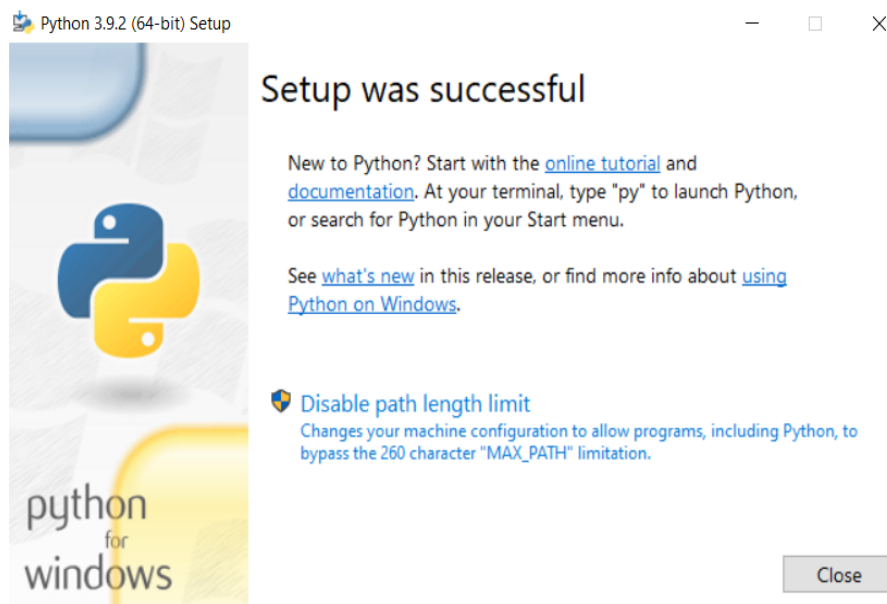 Python 3.9.2 (64-bit) Setup
Setup was successful
New to Python? Start with the online tutorial and
documentation. At your terminal, type "py" to launch Python,
or search for Python in your Start menu.
See what's new in this release, or find more info about using
Python on Windows.
Disable path length limit
Changes your machine configuration to allow programs, including Python, to
bypass the 260 character "MAX_PATH" limitation.
python
for
windows
Close